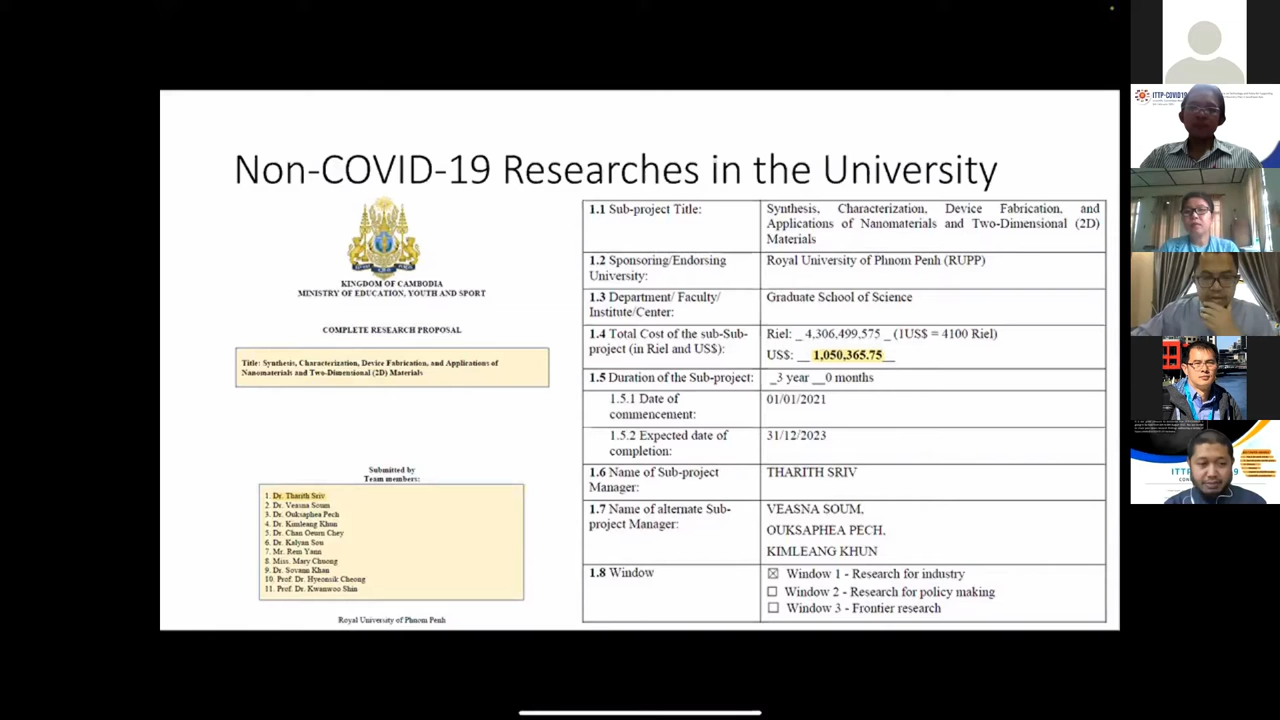 Non-COVID-19 Researches in the University
KINGDOM OF CAMBODIA
MINISTRY OF EDUCATION, YOUTH AND SPORT
COMPLETE RESEARCH PROPOSAL
Title: Synthesis, Characterization, Device Fabrication, and Applications of
Nanomaterials and Two-Dimensional (2D) Materials
Submitted by
Team members:
1. Dr. Tharith Sriv
2. Dr. Veasna Soum
3. Dr. Ouksaphea Pech
4. Dr. Kimleang Khun
5. Dr. Chan Oeurn Chey
6. Dr. Kalyan Sou
7. Mr. Rem Yann
8. Miss. Mary Chuong
9. Dr. Sovann Khan
10. Prof. Dr. Hyeonsik Cheong
11. Prof. Dr. Kwanwoo Shin
Royal University of Phnom Penh
1.1 Sub-project Title:
Synthesis, Characterization, Device Fabrication, and
Applications of Nanomaterials and Two-Dimensional (2D)
Materials
1.2 Sponsoring/Endorsing
University:
Royal University of Phnom Penh (RUPP)
1.3 Department/ Faculty/
Institute/Center:
Graduate School of Science
1.4 Total Cost of the sub-Sub-
project (in Riel and US$):
Riel: _ 4,306,499,575 _ (1US$ = 4100 Riel)
US$: __ 1,050,365.75__
1.5 Duration of the Sub-project:
_3 year __0 months
1.5.1 Date of
commencement:
01/01/2021
1.5.2 Expected date of
completion:
31/12/2023
1.6 Name of Sub-project
Manager:
THARITH SRIV
1.7 Name of alternate Sub-
project Manager:
VEASNA SOUM,
OUKSAPHEA PECH,
KIMLEANG KHUN
1.8 Window
☒ Window 1 - Research for industry
☐ Window 2 - Research for policy making
☐ Window 3 - Frontier research
ITTP-COVID19
ITTP